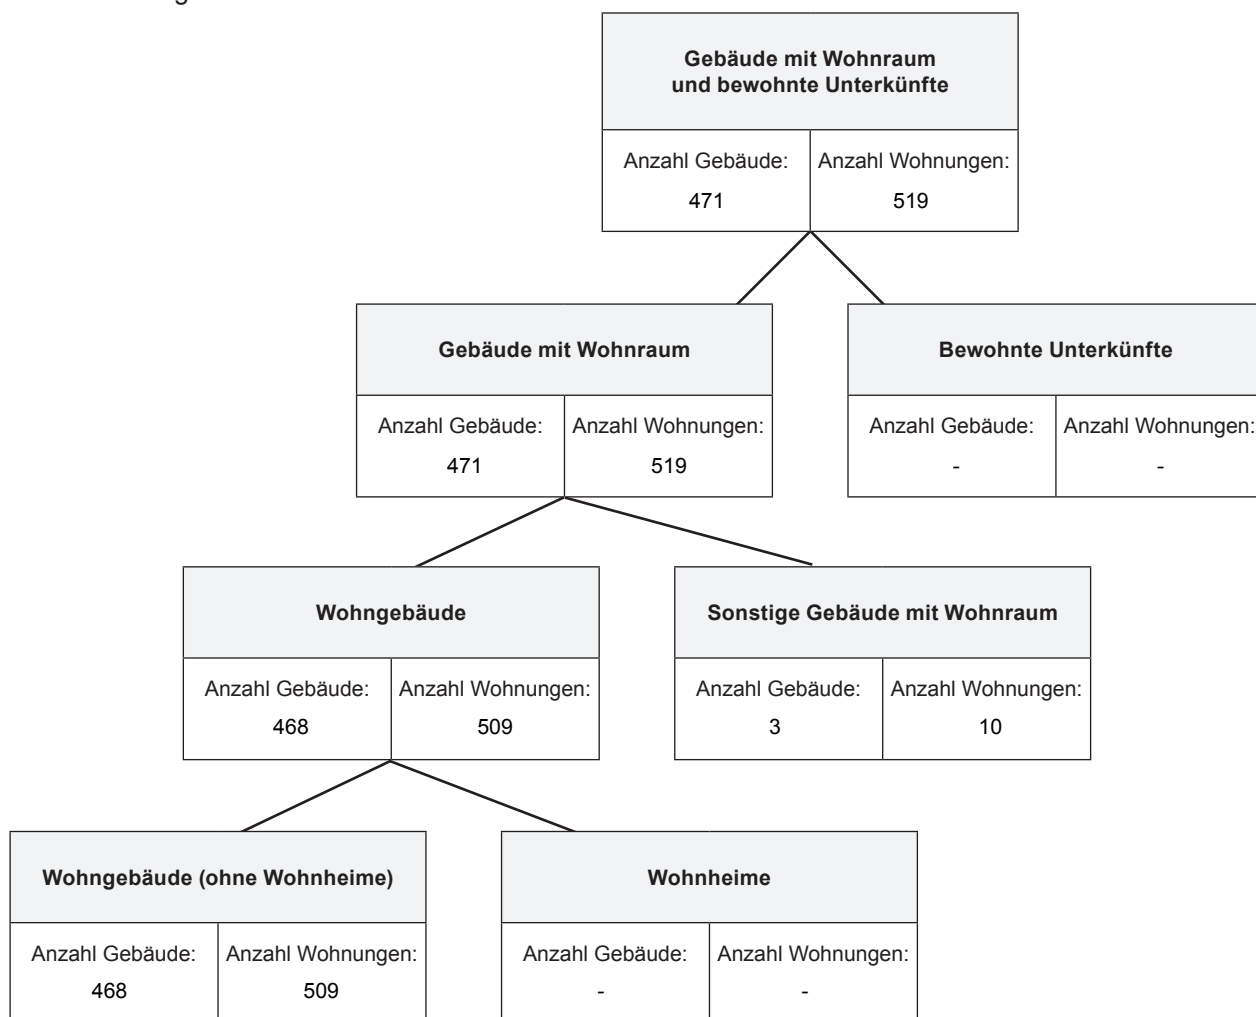 Gebäude mit Wohnraum
und bewohnte Unterkünfte
Anzahl Gebäude: Anzahl Wohnungen:
471 519
Gebäude mit Wohnraum Bewohnte Unterkünfte
Anzahl Gebäude: Anzahl Wohnungen: Anzahl Gebäude: Anzahl Wohnungen:
471 519 - -
Wohngebäude Sonstige Gebäude mit Wohnraum
Anzahl Gebäude: Anzahl Wohnungen: Anzahl Gebäude: Anzahl Wohnungen:
468 509 3 10
Wohngebäude (ohne Wohnheime) Wohnheime
Anzahl Gebäude: Anzahl Wohnungen: Anzahl Gebäude: Anzahl Wohnungen:
468 509 - -